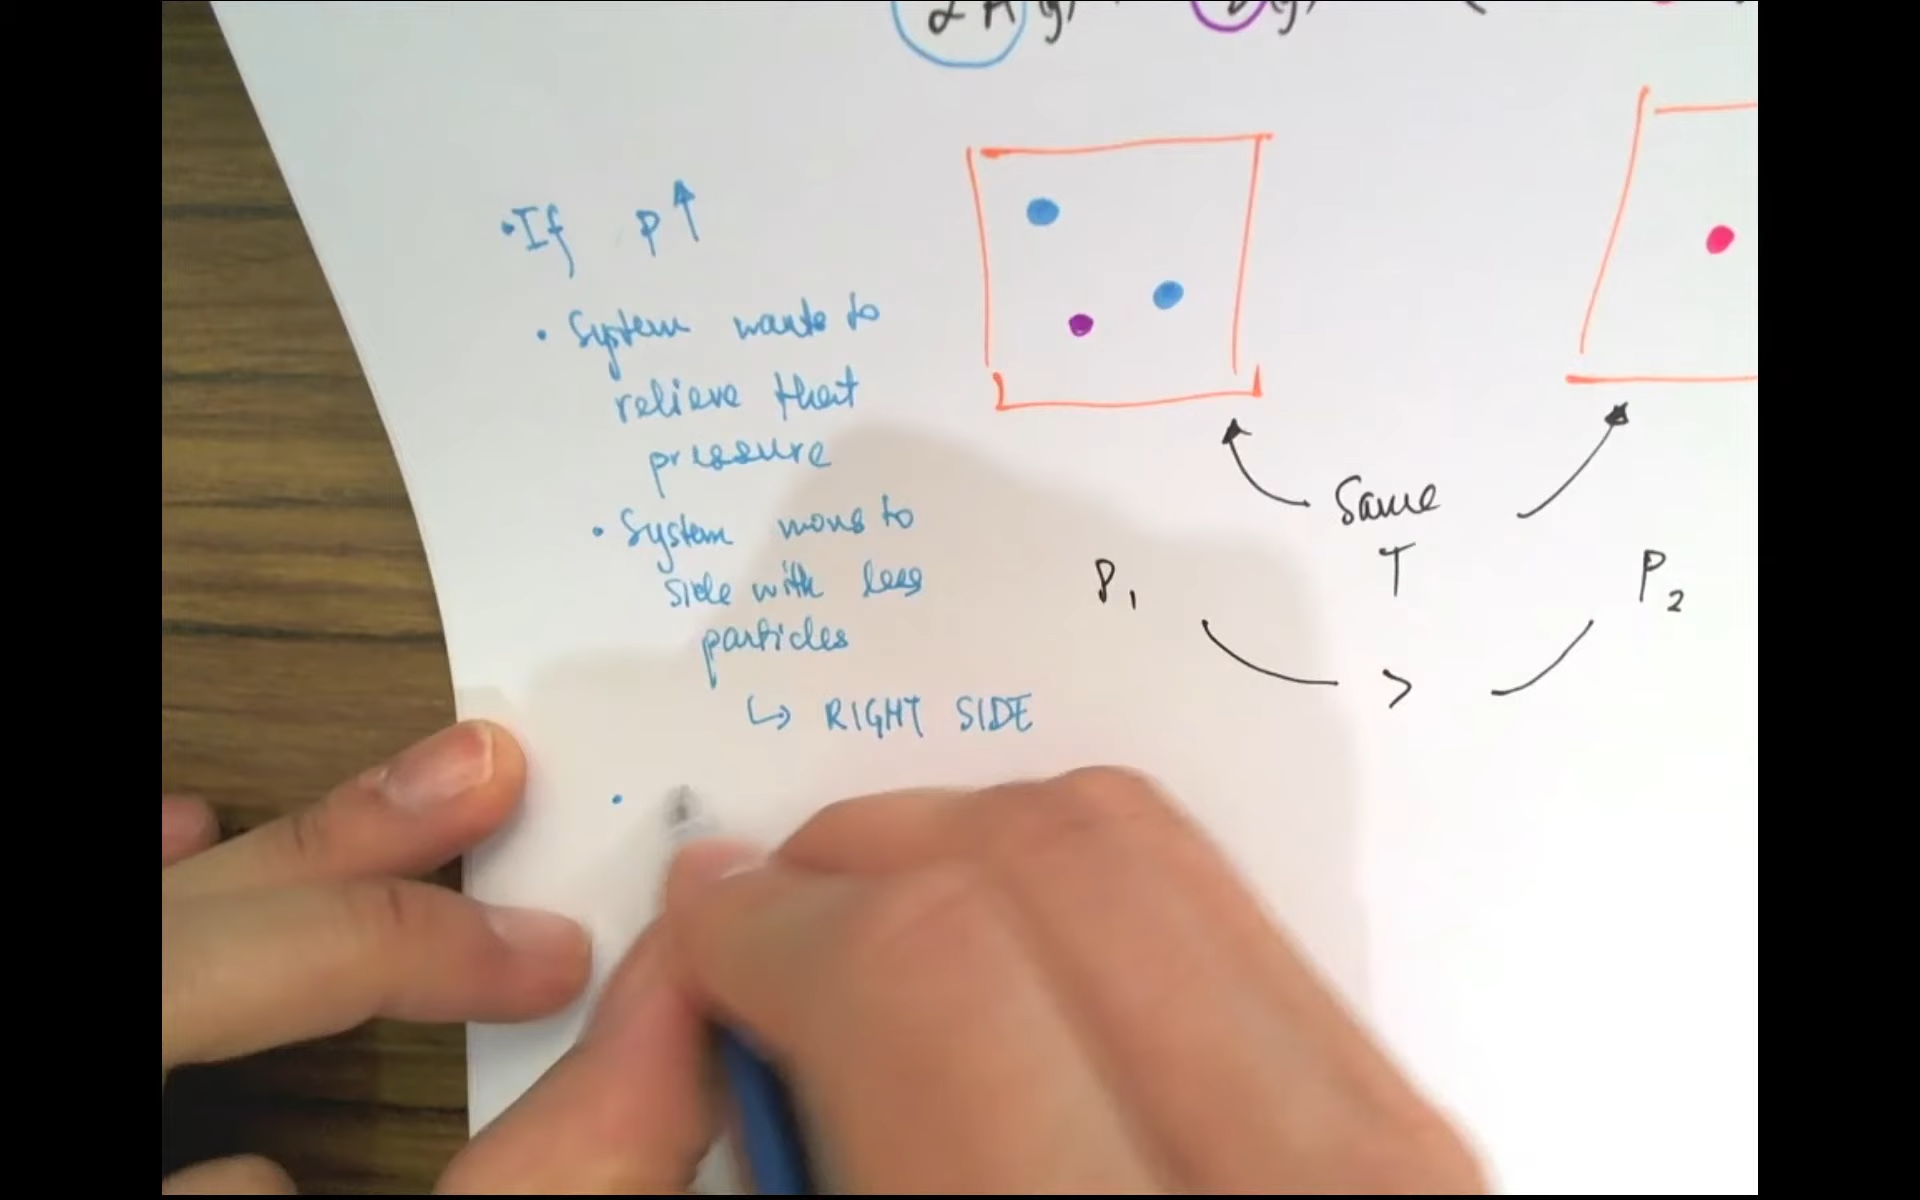 2A(g)
• If P↑
• System wants to
relieve that
pressure
• System moves to
side with less
particles
↳ RIGHT SIDE
•
Same
T
P₁
P₂
>